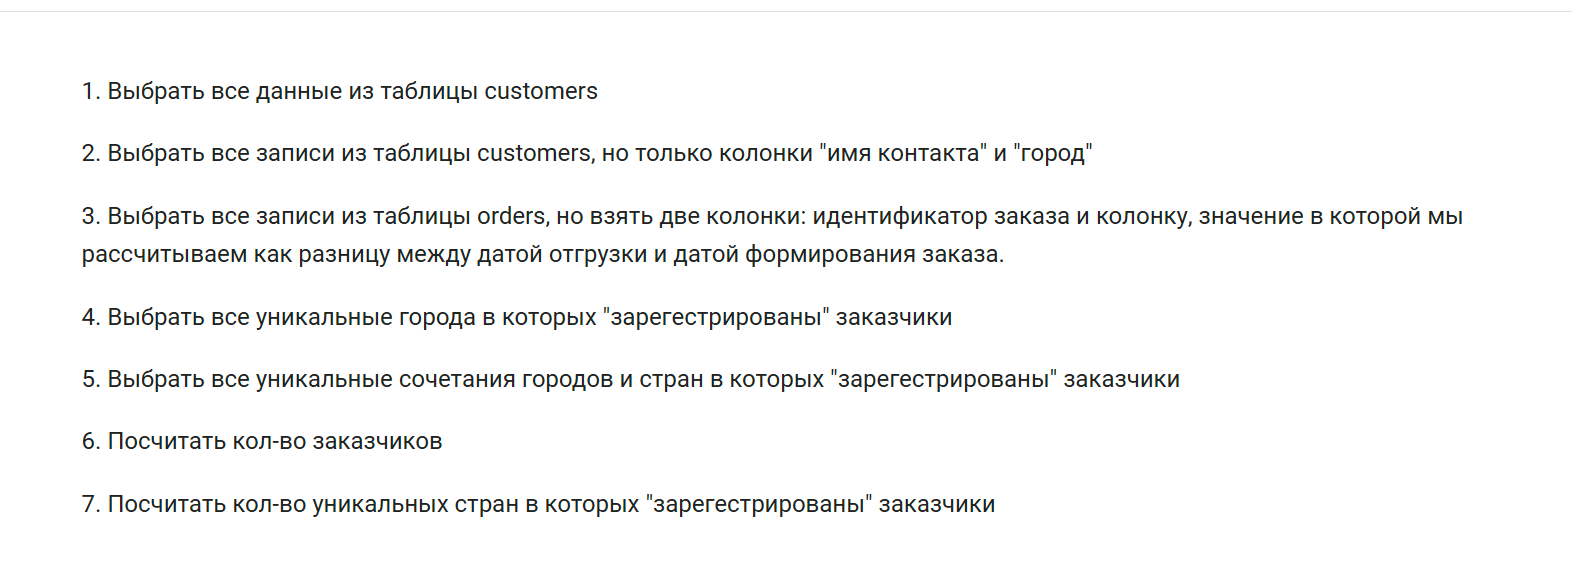 1. Выбрать все данные из таблицы customers
2. Выбрать все записи из таблицы customers, но только колонки "имя контакта" и "город"
3. Выбрать все записи из таблицы orders, но взять две колонки: идентификатор заказа и колонку, значение в которой мы
рассчитываем как разницу между датой отгрузки и датой формирования заказа.
4. Выбрать все уникальные города в которых "зарегестрированы" заказчики
5. Выбрать все уникальные сочетания городов и стран в которых "зарегестрированы" заказчики
6. Посчитать кол-во заказчиков
7. Посчитать кол-во уникальных стран в которых "зарегестрированы" заказчики